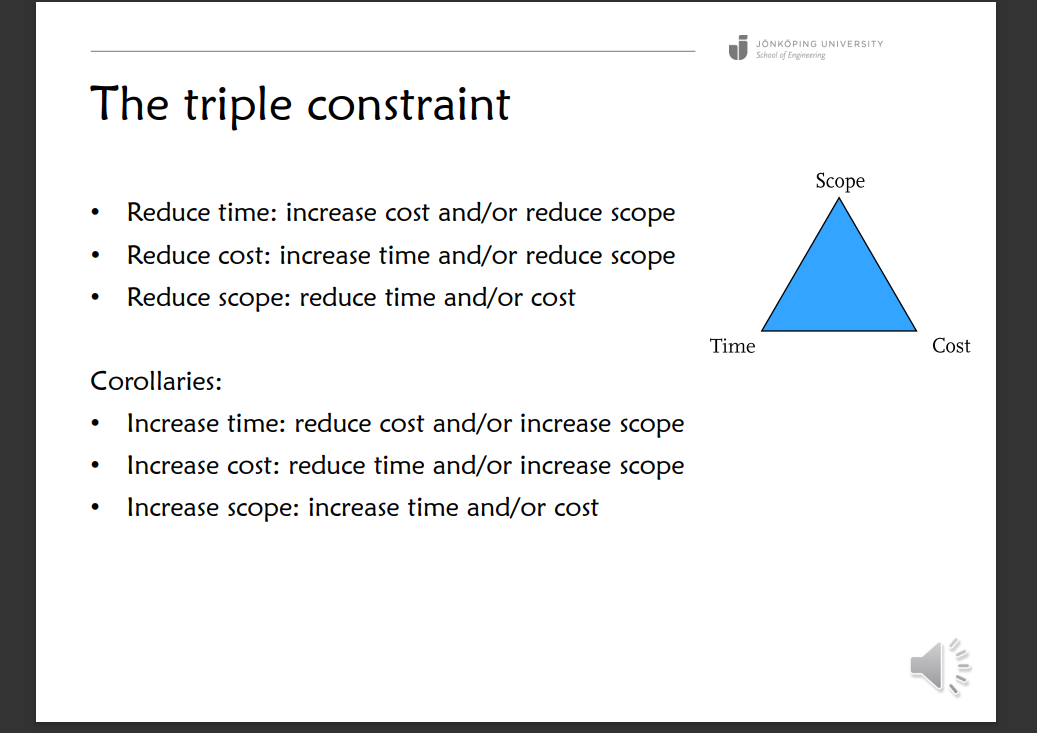 JÖNKÖPING UNIVERSITY
School of Engineering
The triple constraint
• Reduce time: increase cost and/or reduce scope
• Reduce cost: increase time and/or reduce scope
• Reduce scope: reduce time and/or cost
Scope
Time
Cost
Corollaries:
• Increase time: reduce cost and/or increase scope
• Increase cost: reduce time and/or increase scope
• Increase scope: increase time and/or cost